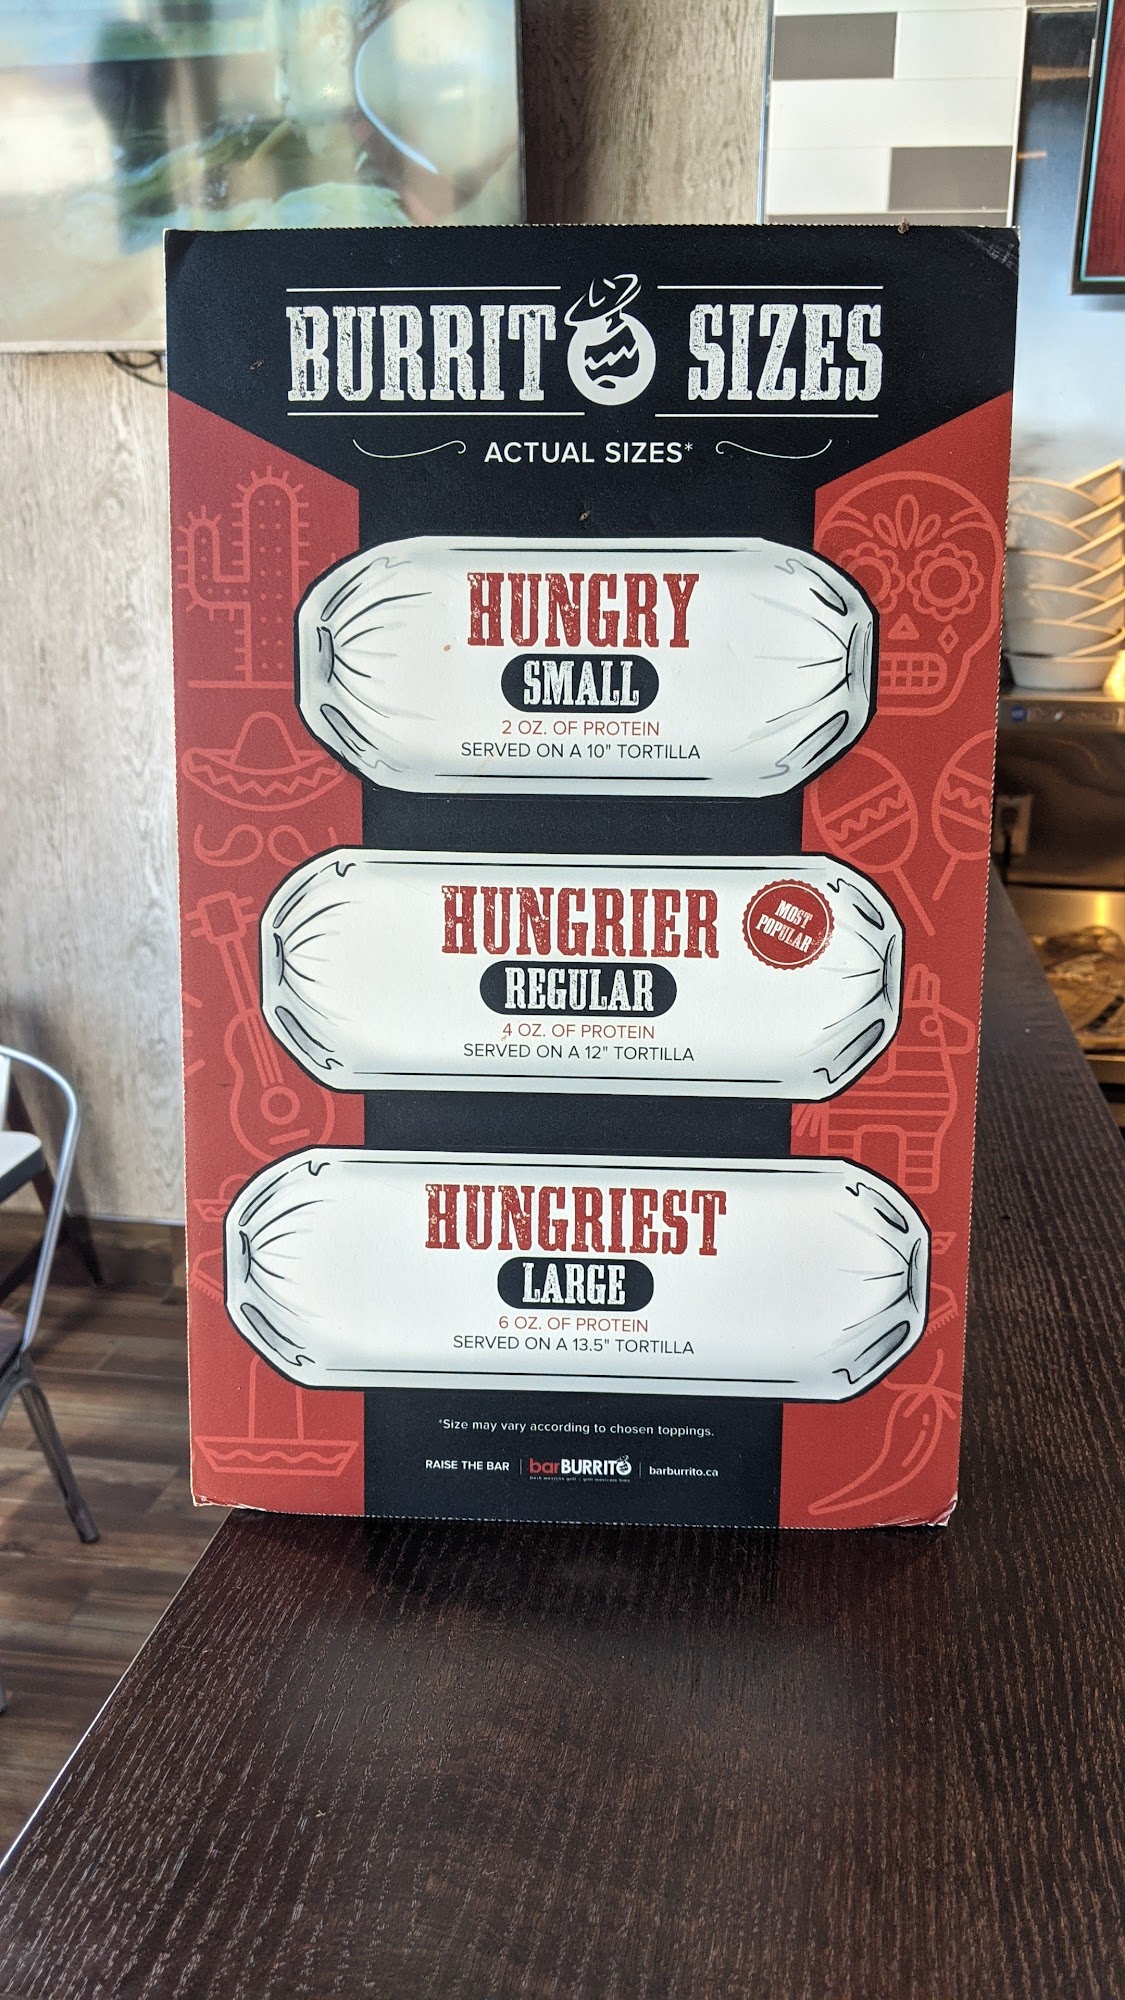 BURRITO SIZES
ACTUAL SIZES*
HUNGRY
SMALL
2 OZ. OF PROTEIN
SERVED ON A 10" TORTILLA
HUNGRIER
MOST
POPULAR
REGULAR
4 OZ. OF PROTEIN
SERVED ON A 12" TORTILLA
HUNGRIEST
LARGE
6 OZ. OF PROTEIN
SERVED ON A 13.5" TORTILLA
*Size may vary according to chosen toppings.
RAISE THE BAR | barBURRITO | barburrito.ca